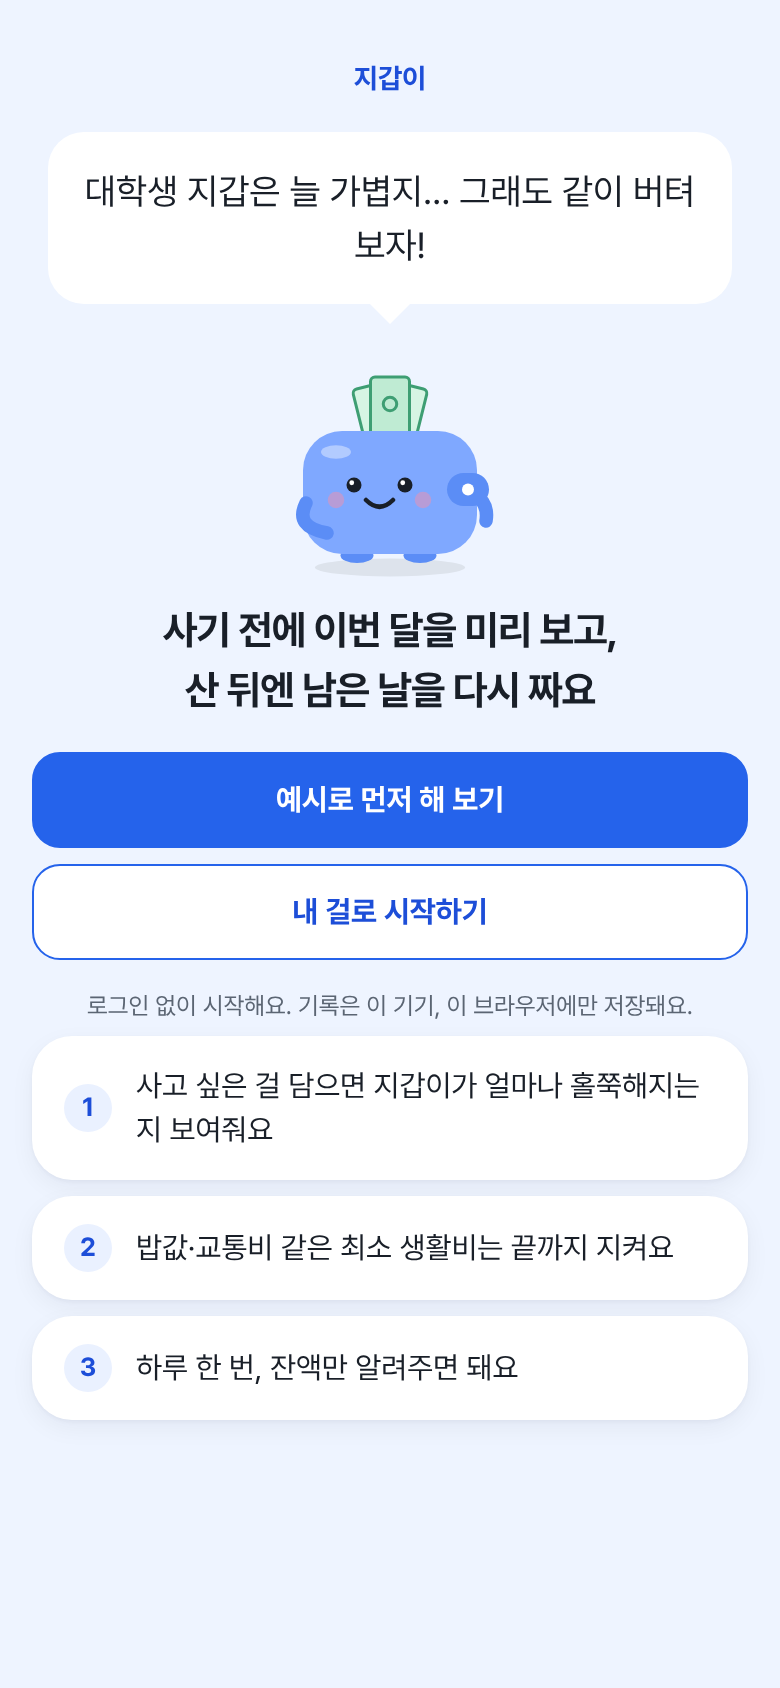 지갑이
대학생 지갑은 늘 가볍지... 그래도 같이 버텨
보자!
사기 전에 이번 달을 미리 보고,
산 뒤엔 남은 날을 다시 짜요
예시로 먼저 해 보기
내 걸로 시작하기
로그인 없이 시작해요. 기록은 이 기기, 이 브라우저에만 저장돼요.
1 사고 싶은 걸 담으면 지갑이가 얼마나 홀쭉해지는
지 보여줘요
2 밥값·교통비 같은 최소 생활비는 끝까지 지켜요
3 하루 한 번, 잔액만 알려주면 돼요